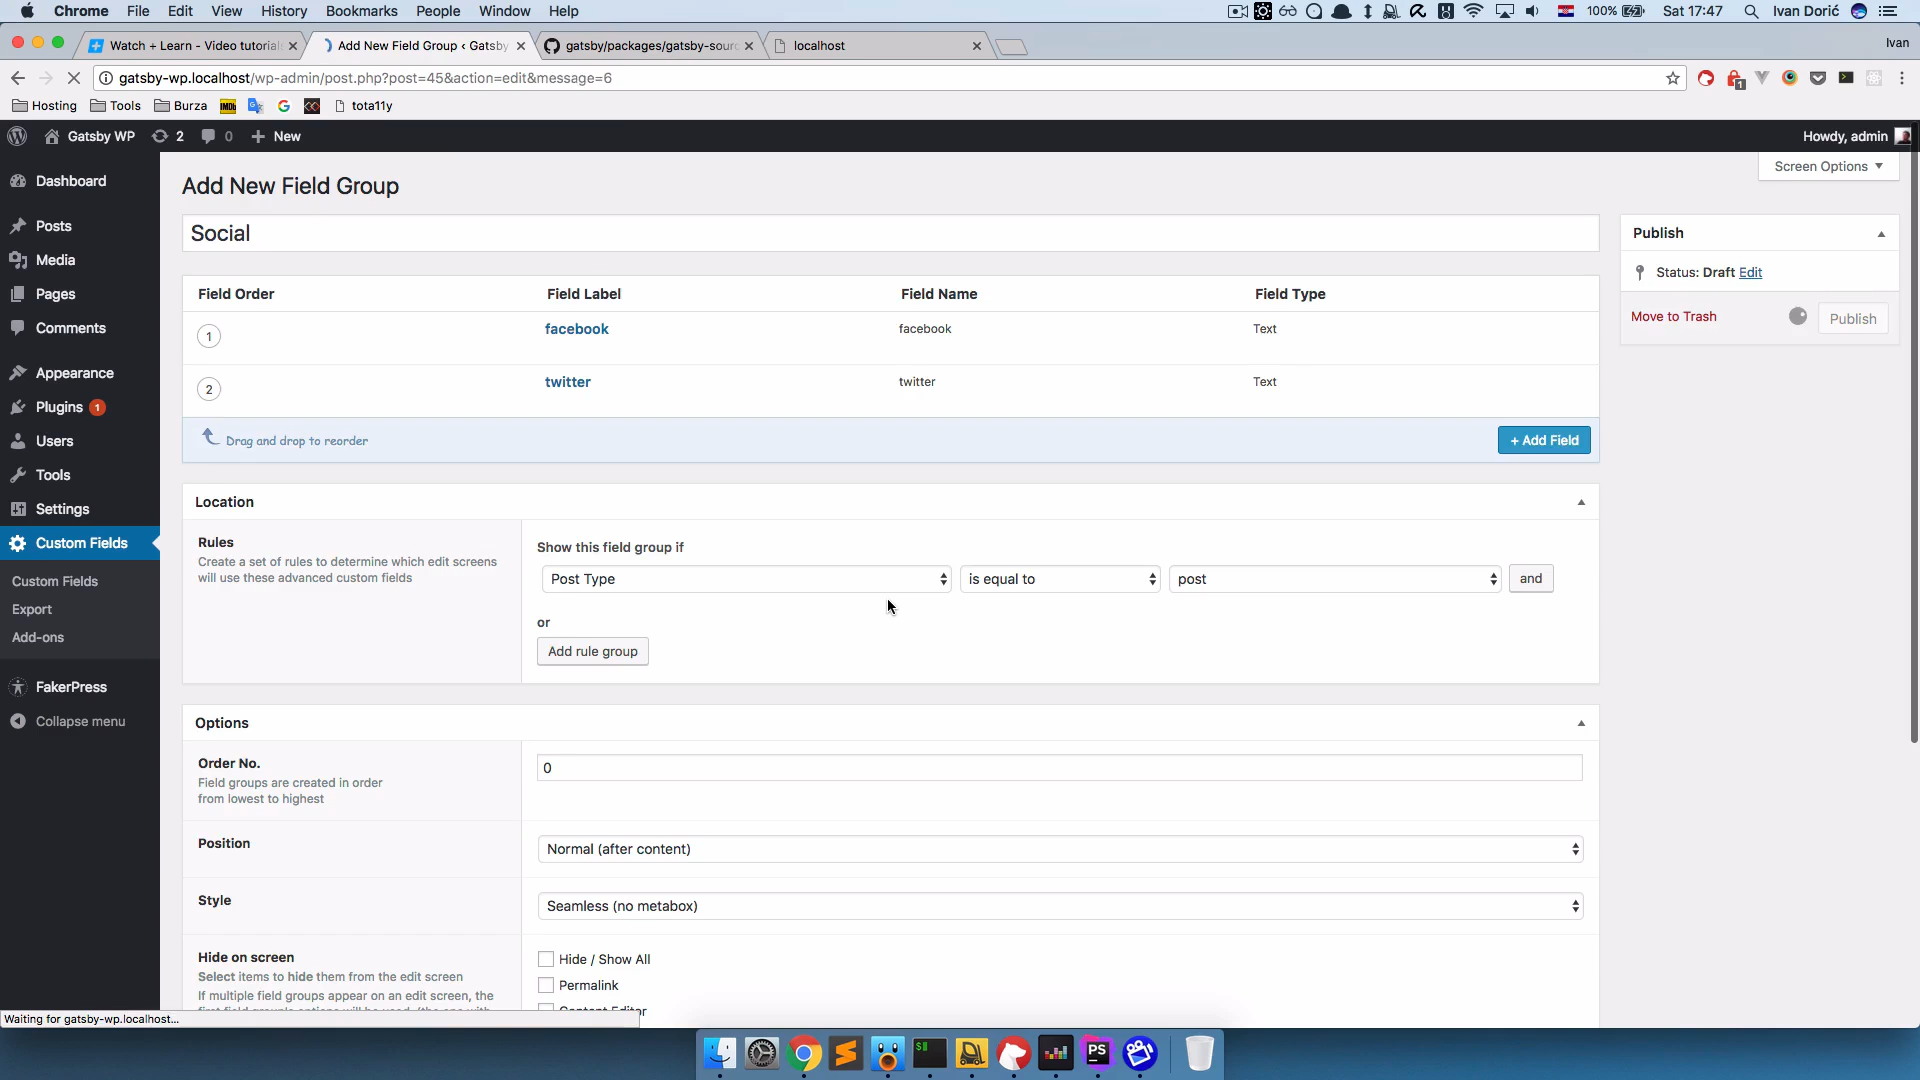 Chrome File Edit View History Bookmarks People Window Help 100% Sat 17:47 Ivan Dorić
Watch + Learn - Video tutorial: Add New Field Group ‹ Gatsby gatsby/packages/gatsby-sour localhost Ivan
gatsby-wp.localhost/wp-admin/post.php?post=45&action=edit&message=6
Hosting Tools Burza IMDb tota11y
Gatsby WP 2 0 New Howdy, admin
Screen Options
Dashboard
Posts
Media
Pages
Comments
Appearance
Plugins 1
Users
Tools
Settings
Custom Fields
Custom Fields
Export
Add-ons
FakerPress
Collapse menu
Add New Field Group
Social
Field Order Field Label Field Name Field Type
1 facebook facebook Text
2 twitter twitter Text
Drag and drop to reorder + Add Field
Location
Rules
Create a set of rules to determine which edit screens
will use these advanced custom fields
Show this field group if
Post Type is equal to post and
or
Add rule group
Options
Order No.
Field groups are created in order
from lowest to highest
0
Position
Normal (after content)
Style
Seamless (no metabox)
Hide on screen
Select items to hide them from the edit screen
If multiple field groups appear on an edit screen, the
Hide / Show All
Permalink
Content Editor
Publish
Status: Draft Edit
Move to Trash Publish
Waiting for gatsby-wp.localhost...
PS